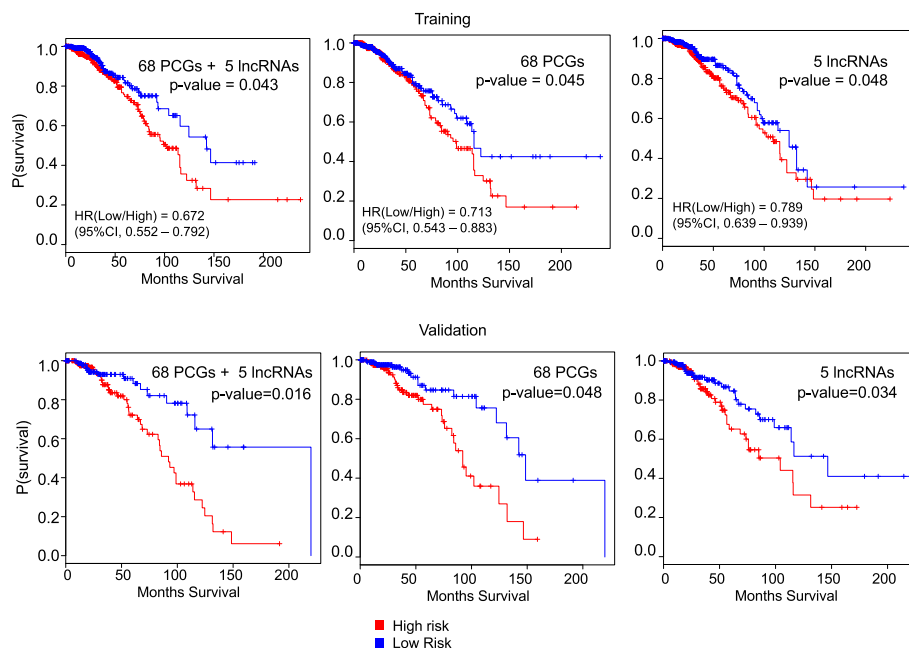 Training
1.0
0.8
0.6
0.4
0.2
0.0
P(survival)
68 PCGs + 5 lncRNAs
p-value = 0.043
HR(Low/High) = 0.672
(95%CI, 0.552 – 0.792)
0 50 100 150 200
Months Survival
1.0
0.8
0.6
0.4
0.2
0.0
68 PCGs
p-value = 0.045
HR(Low/High) = 0.713
(95%CI, 0.543 – 0.883)
0 50 100 150 200
Months Survival
1.0
0.8
0.6
0.4
0.2
0.0
5 lncRNAs
p-value = 0.048
HR(Low/High) = 0.789
(95%CI, 0.639 – 0.939)
0 50 100 150 200
Months Survival
Validation
1.0
0.8
0.6
0.4
0.2
0.0
P(survival)
68 PCGs + 5 lncRNAs
p-value=0.016
0 50 100 150 200
Months Survival
1.0
0.8
0.6
0.4
0.2
0.0
68 PCGs
p-value=0.048
0 50 100 150 200
Months Survival
1.0
0.8
0.6
0.4
0.2
0.0
5 lncRNAs
p-value=0.034
0 50 100 150 200
Months Survival
High risk
Low Risk